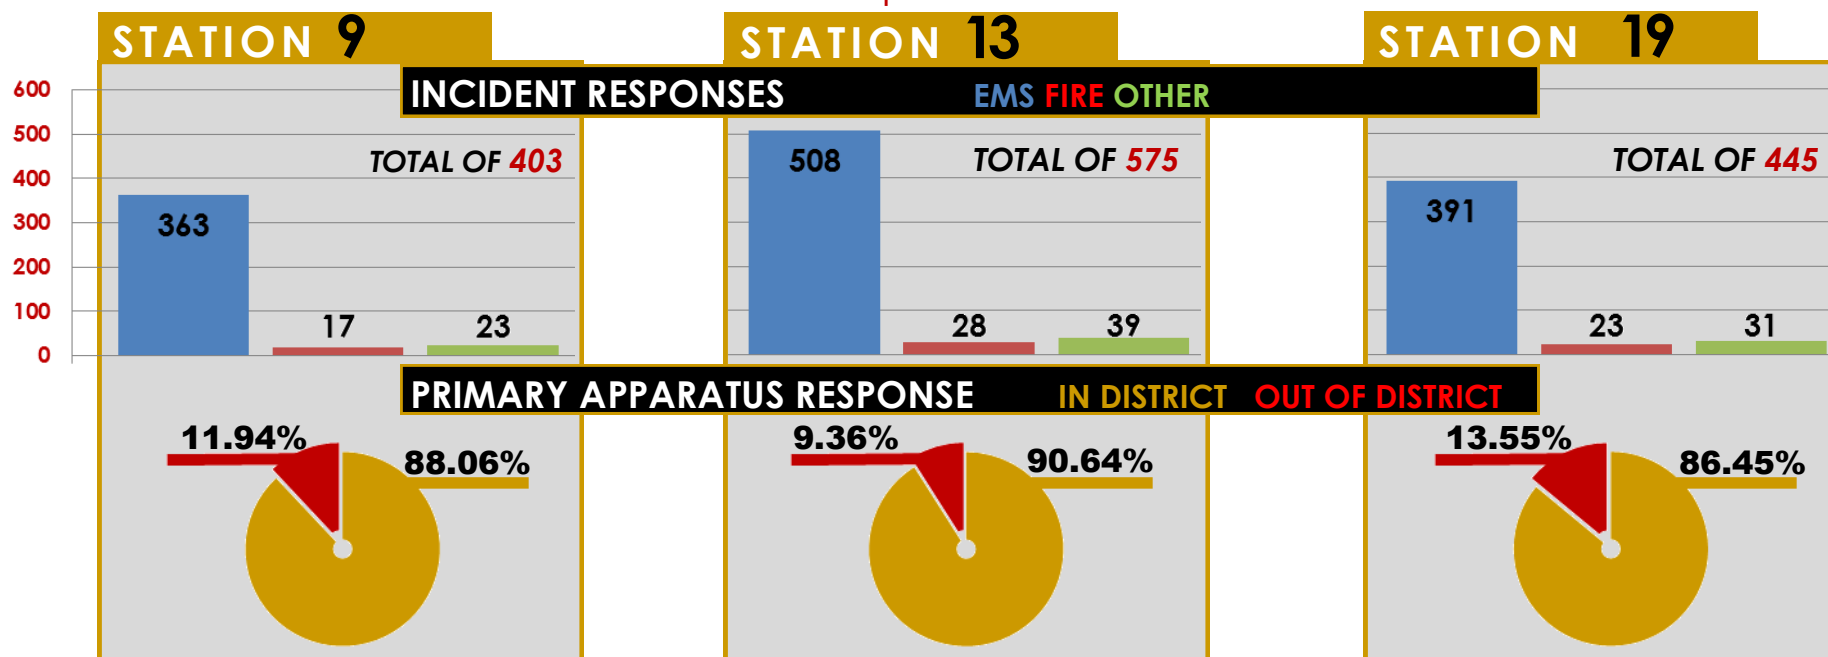 STATION 9
STATION 13
STATION 19
INCIDENT RESPONSES EMS FIRE OTHER
600
500
400
300
200
100
0
TOTAL OF 403
363
17
23
TOTAL OF 575
508
28
39
TOTAL OF 445
391
23
31
PRIMARY APPARATUS RESPONSE IN DISTRICT OUT OF DISTRICT
11.94%
88.06%
9.36%
90.64%
13.55%
86.45%